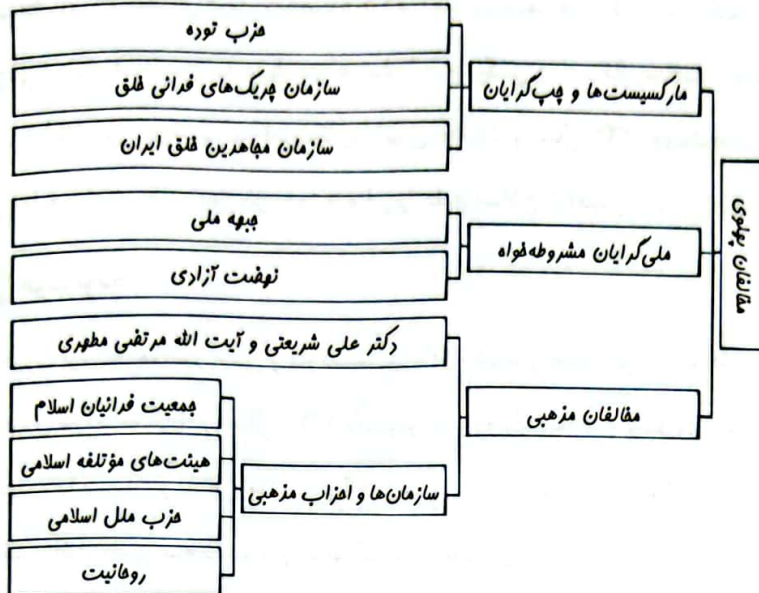 مخالفان پهلوی
مارکسیست‌ها و چپ‌گرایان
حزب توده
سازمان چریک‌های فدائی خلق
سازمان مجاهدین خلق ایران
ملی‌گرایان مشروطه‌خواه
جبهه ملی
نهضت آزادی
مخالفان مذهبی
دکتر علی شریعتی و آیت الله مرتضی مطهری
سازمان‌ها و احزاب مذهبی
جمعیت فدائیان اسلام
هیئت‌های مؤتلفه اسلامی
حزب ملل اسلامی
روحانیت